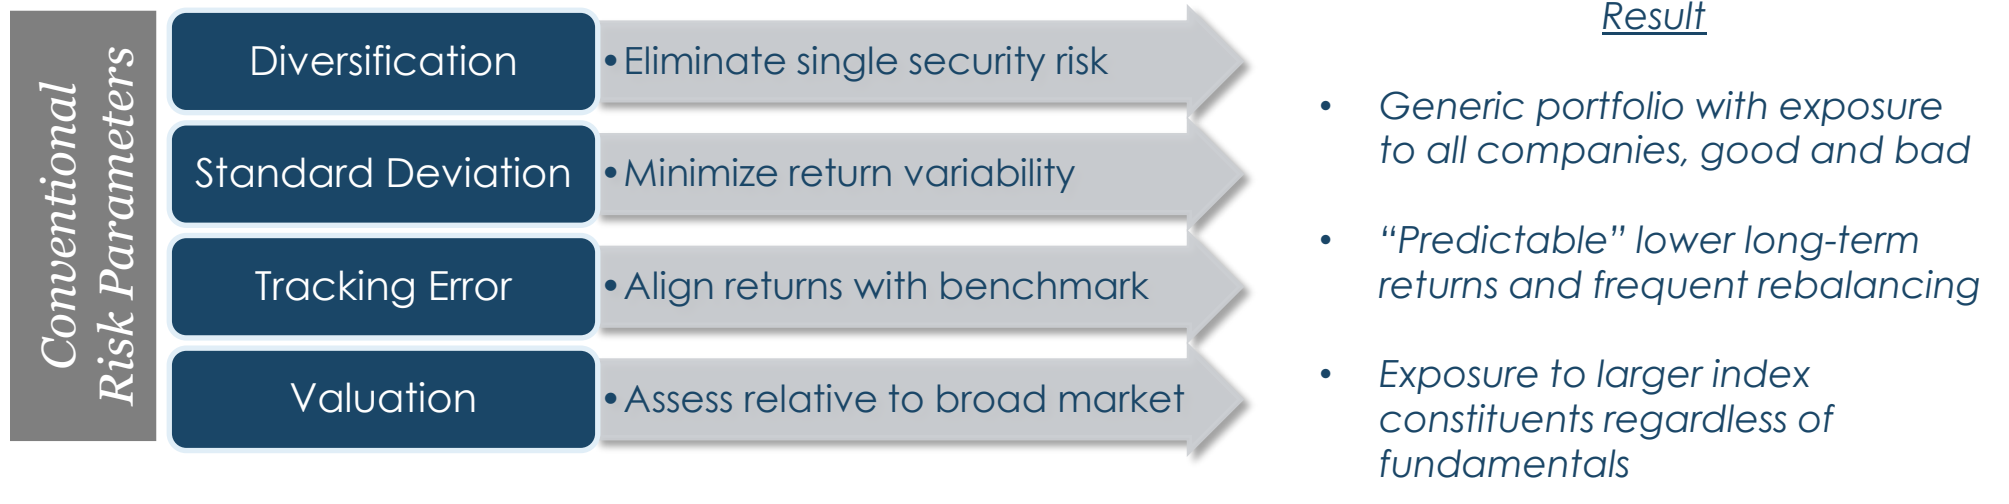 Conventional
Risk Parameters
Diversification
•Eliminate single security risk
Standard Deviation
•Minimize return variability
Tracking Error
•Align returns with benchmark
Valuation
•Assess relative to broad market
Result
• Generic portfolio with exposure
to all companies, good and bad
• “Predictable” lower long-term
returns and frequent rebalancing
• Exposure to larger index
constituents regardless of
fundamentals